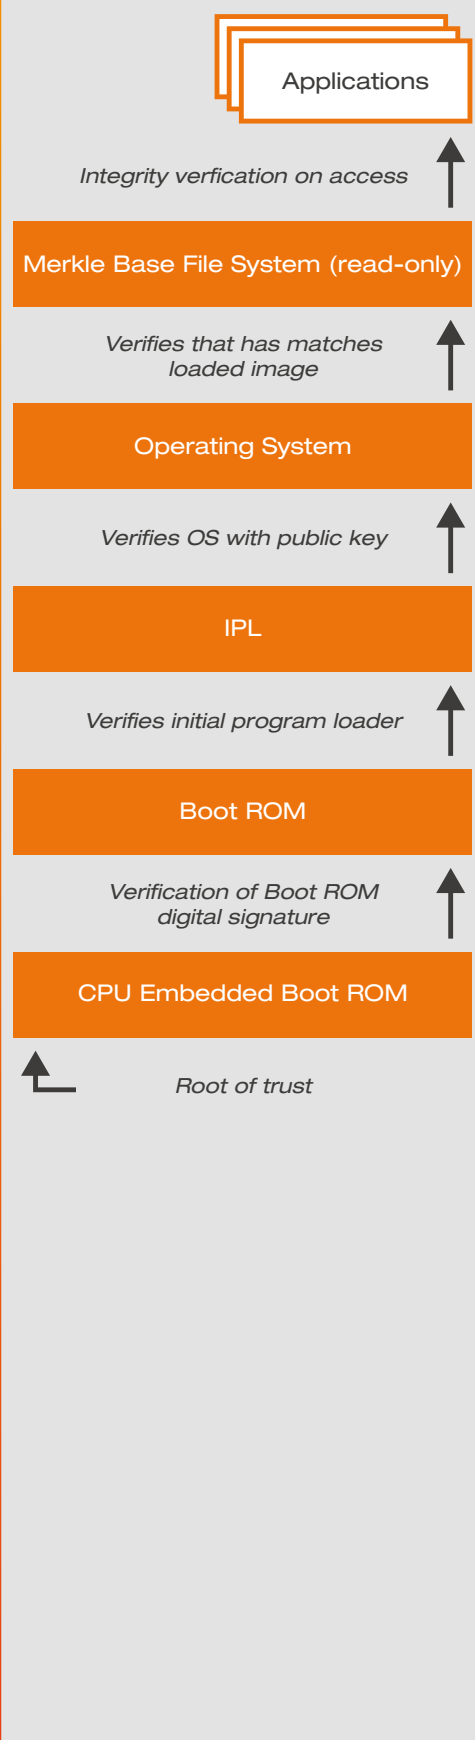 Applications
Integrity verfication on access
Merkle Base File System (read-only)
Verifies that has matches
loaded image
Operating System
Verifies OS with public key
IPL
Verifies initial program loader
Boot ROM
Verification of Boot ROM
digital signature
CPU Embedded Boot ROM
Root of trust